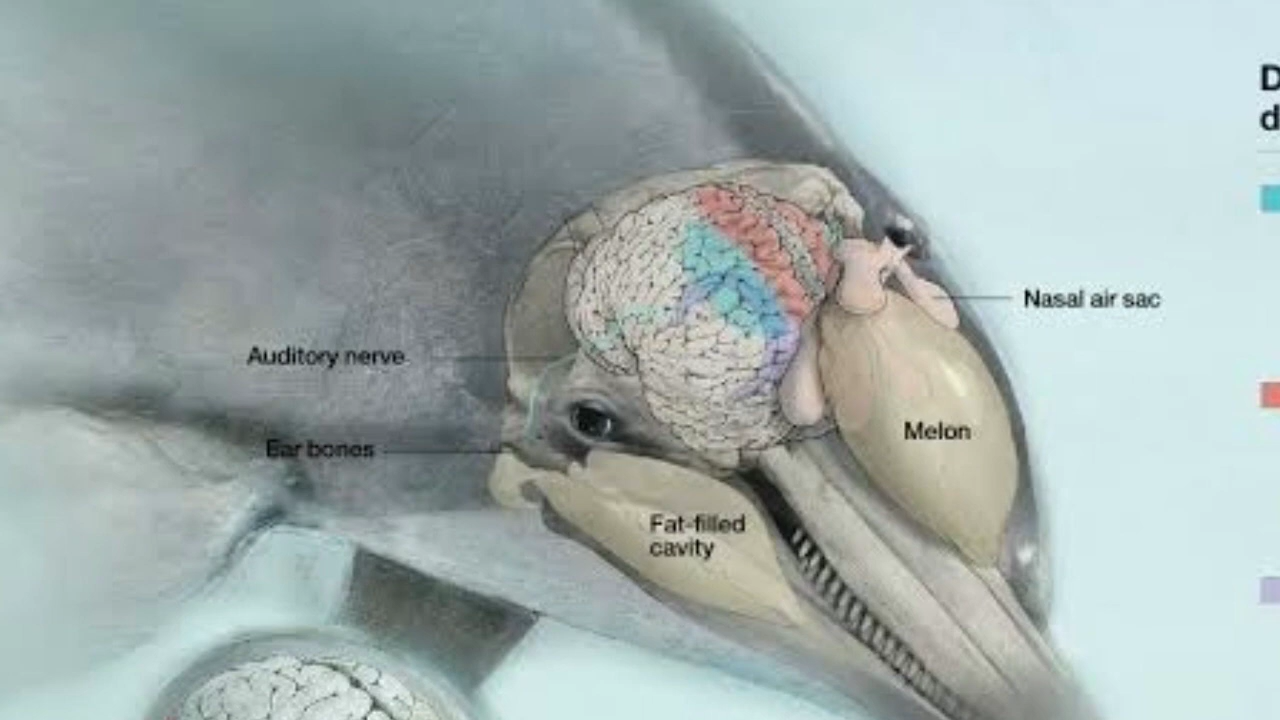 D
d
Nasal air sac
Auditory nerve
Melon
Ear bones
Fat-filled
cavity